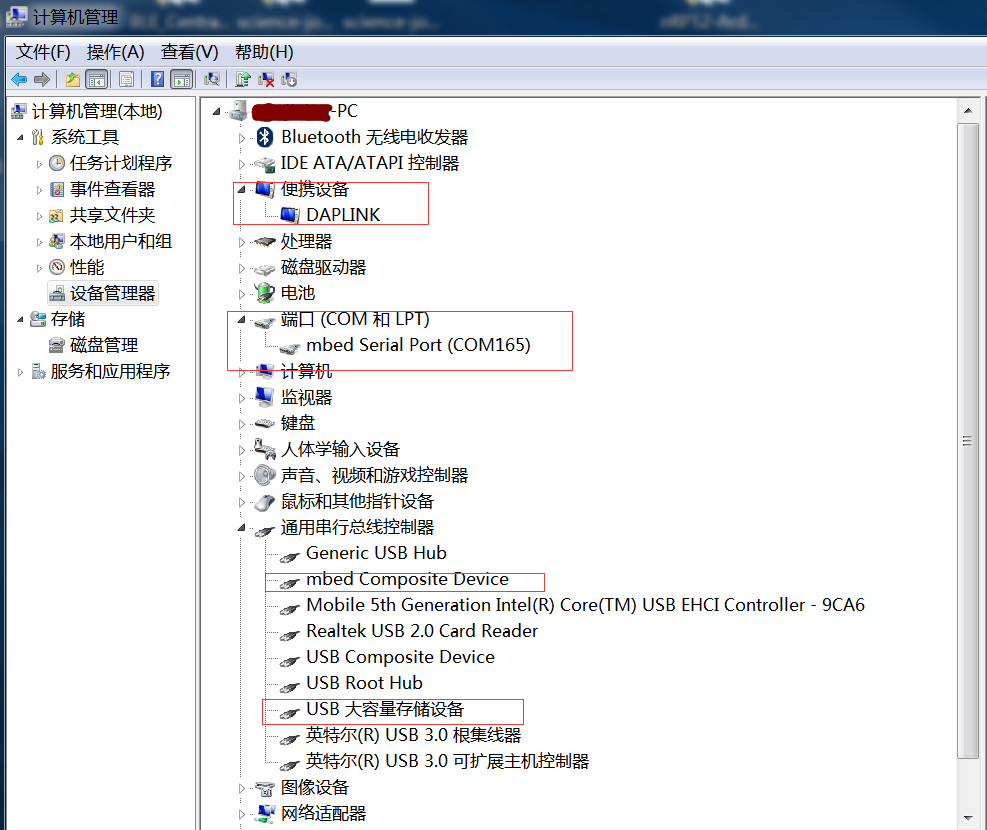 计算机管理
文件(F) 操作(A) 查看(V) 帮助(H)
计算机管理(本地)
系统工具
任务计划程序
事件查看器
共享文件夹
本地用户和组
性能
设备管理器
存储
磁盘管理
服务和应用程序
-PC
Bluetooth 无线电收发器
IDE ATA/ATAPI 控制器
便携设备
DAPLINK
处理器
磁盘驱动器
电池
端口 (COM 和 LPT)
mbed Serial Port (COM165)
计算机
监视器
键盘
人体学输入设备
声音、视频和游戏控制器
鼠标和其他指针设备
通用串行总线控制器
Generic USB Hub
mbed Composite Device
Mobile 5th Generation Intel(R) Core(TM) USB EHCI Controller - 9CA6
Realtek USB 2.0 Card Reader
USB Composite Device
USB Root Hub
USB 大容量存储设备
英特尔(R) USB 3.0 根集线器
英特尔(R) USB 3.0 可扩展主机控制器
图像设备
网络适配器